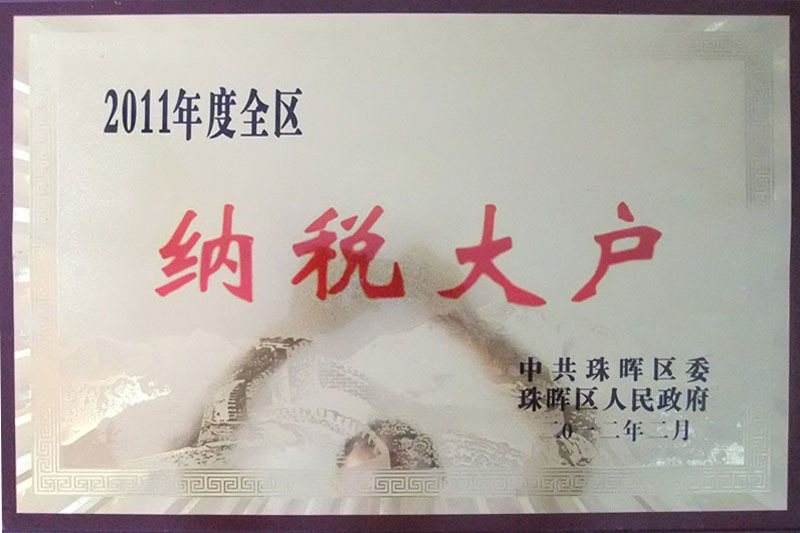 2011年度全区
纳税大户
中共珠晖区委
珠晖区人民政府
二0一二年二月